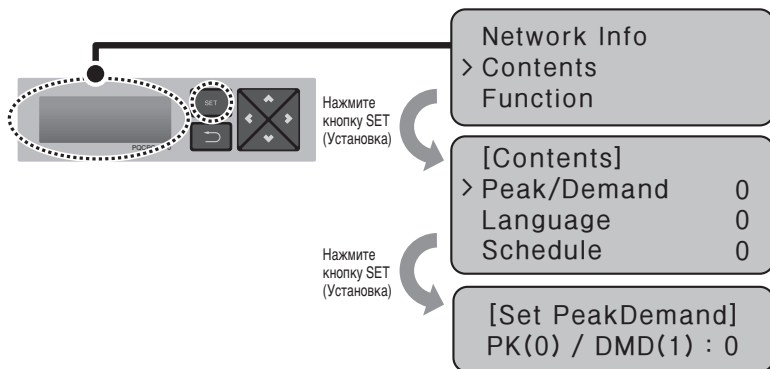 Network Info
> Contents
Function
SET
Нажмите
кнопку SET
(Установка)
[Contents]
> Peak/Demand 0
Language 0
Schedule 0
Нажмите
кнопку SET
(Установка)
[Set PeakDemand]
PK(0) / DMD(1) : 0